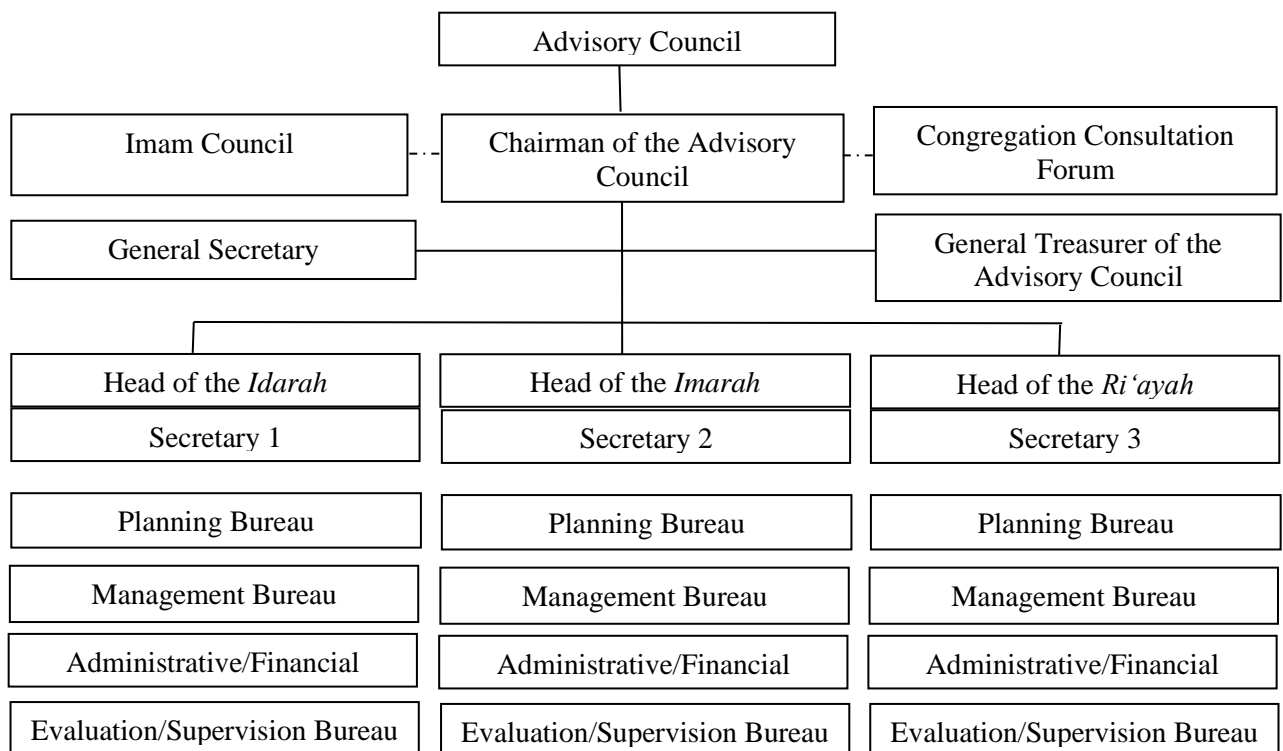 Advisory Council
Imam Council
Chairman of the Advisory
Council
Congregation Consultation
Forum
General Secretary
General Treasurer of the
Advisory Council
Head of the Idarah
Head of the Imarah
Head of the Ri‘ayah
Secretary 1
Secretary 2
Secretary 3
Planning Bureau
Planning Bureau
Planning Bureau
Management Bureau
Management Bureau
Management Bureau
Administrative/Financial
Administrative/Financial
Administrative/Financial
Evaluation/Supervision Bureau
Evaluation/Supervision Bureau
Evaluation/Supervision Bureau